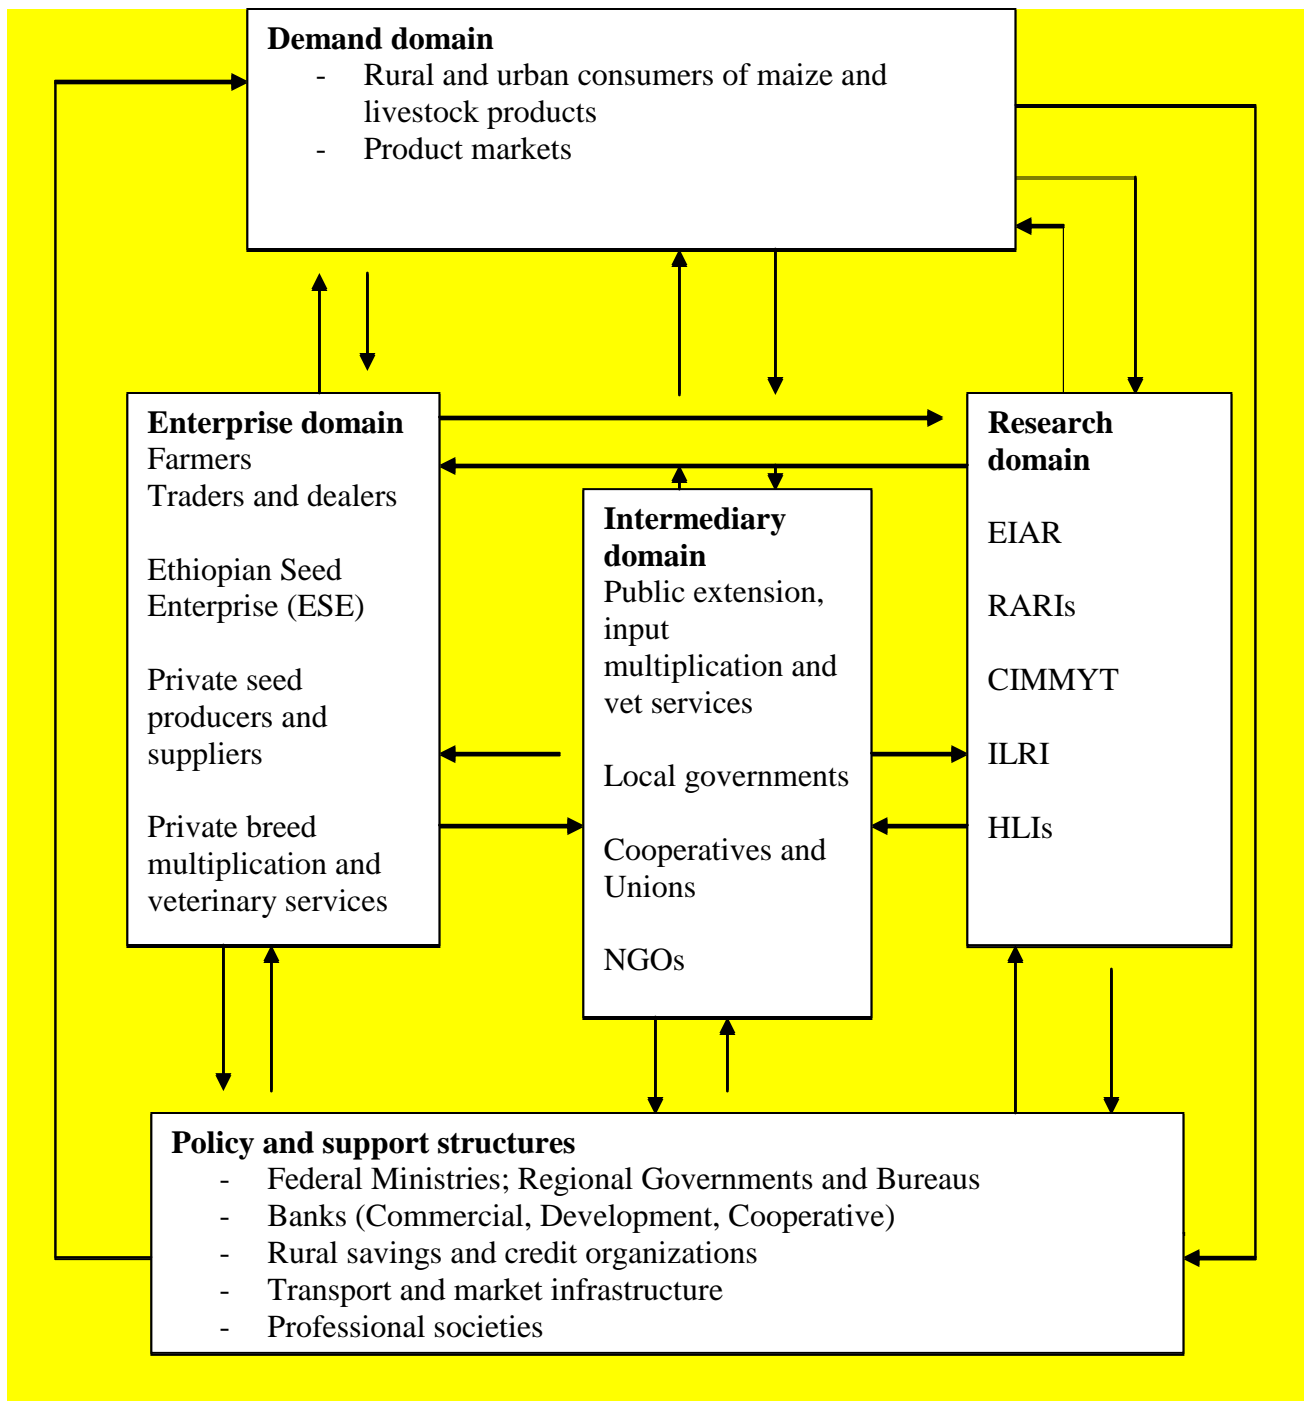 Demand domain
- Rural and urban consumers of maize and
livestock products
- Product markets
Enterprise domain
Farmers
Traders and dealers
Ethiopian Seed
Enterprise (ESE)
Private seed
producers and
suppliers
Private breed
multiplication and
veterinary services
Intermediary
domain
Public extension,
input
multiplication and
vet services
Local governments
Cooperatives and
Unions
NGOs
Research
domain
EIAR
RARIs
CIMMYT
ILRI
HLIs
Policy and support structures
- Federal Ministries; Regional Governments and Bureaus
- Banks (Commercial, Development, Cooperative)
- Rural savings and credit organizations
- Transport and market infrastructure
- Professional societies